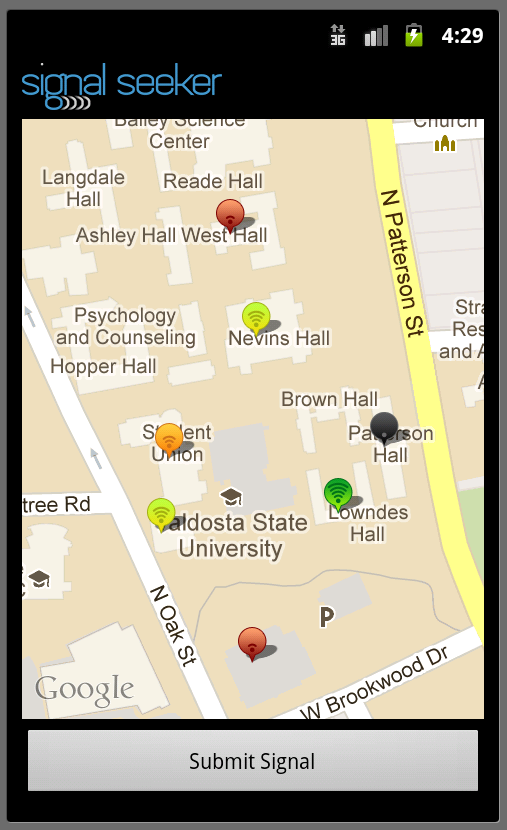 3G
4:29
signal seeker
Bailey Science
Center
Church
Langdale
Hall
Reade Hall
Ashley Hall West Hall
N Patterson St
Psychology
and Counseling
Nevins Hall
Hopper Hall
Stra
Res
and A
A
Brown Hall
Student
Union
Patterson
Hall
tree Rd
Valdosta State
University
Lowndes
Hall
N Oak St
P
W Brookwood Dr
Google
Submit Signal